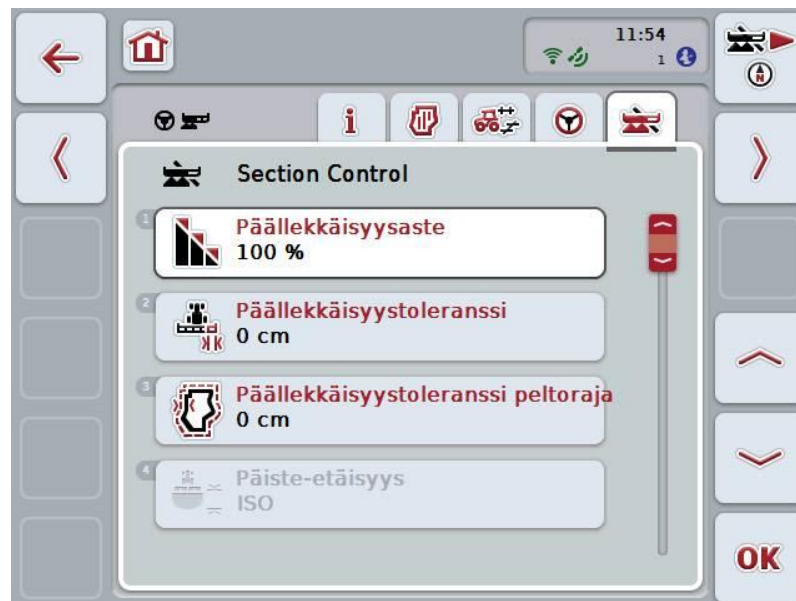 11:54
1
i
Section Control
1
Päällekkäisyysaste
100 %
2
Päällekkäisyystoleranssi
0 cm
3
Päällekkäisyystoleranssi peltoraja
0 cm
4
Päiste-etäisyys
ISO
N
OK